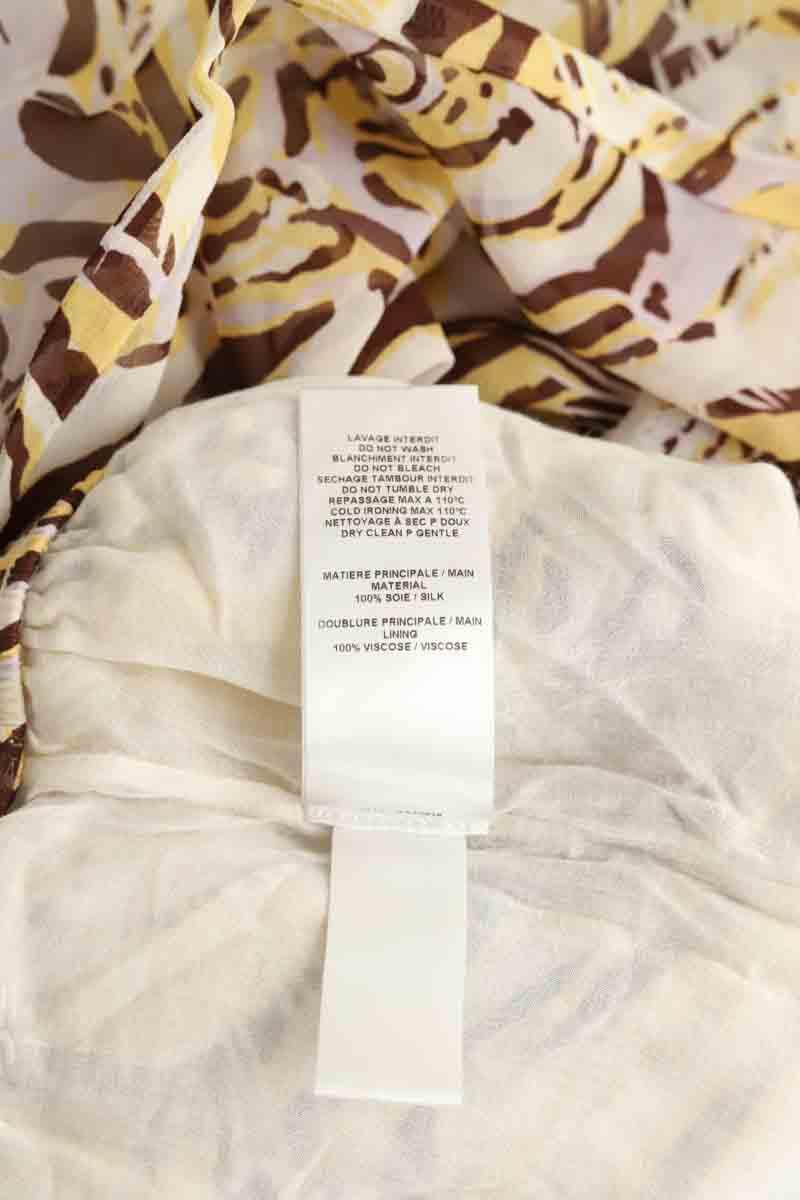 LAVAGE INTERDIT
DO NOT WASH
BLANCHIMENT INTERDIT
DO NOT BLEACH
SECHAGE TAMBOUR INTERDIT
DO NOT TUMBLE DRY
REPASSAGE MAX A 110°C
COLD IRONING MAX 110°C
NETTOYAGE À SEC P DOUX
DRY CLEAN P GENTLE
MATIERE PRINCIPALE / MAIN
MATERIAL
100% SOIE / SILK
DOUBLURE PRINCIPALE / MAIN
LINING
100% VISCOSE / VISCOSE